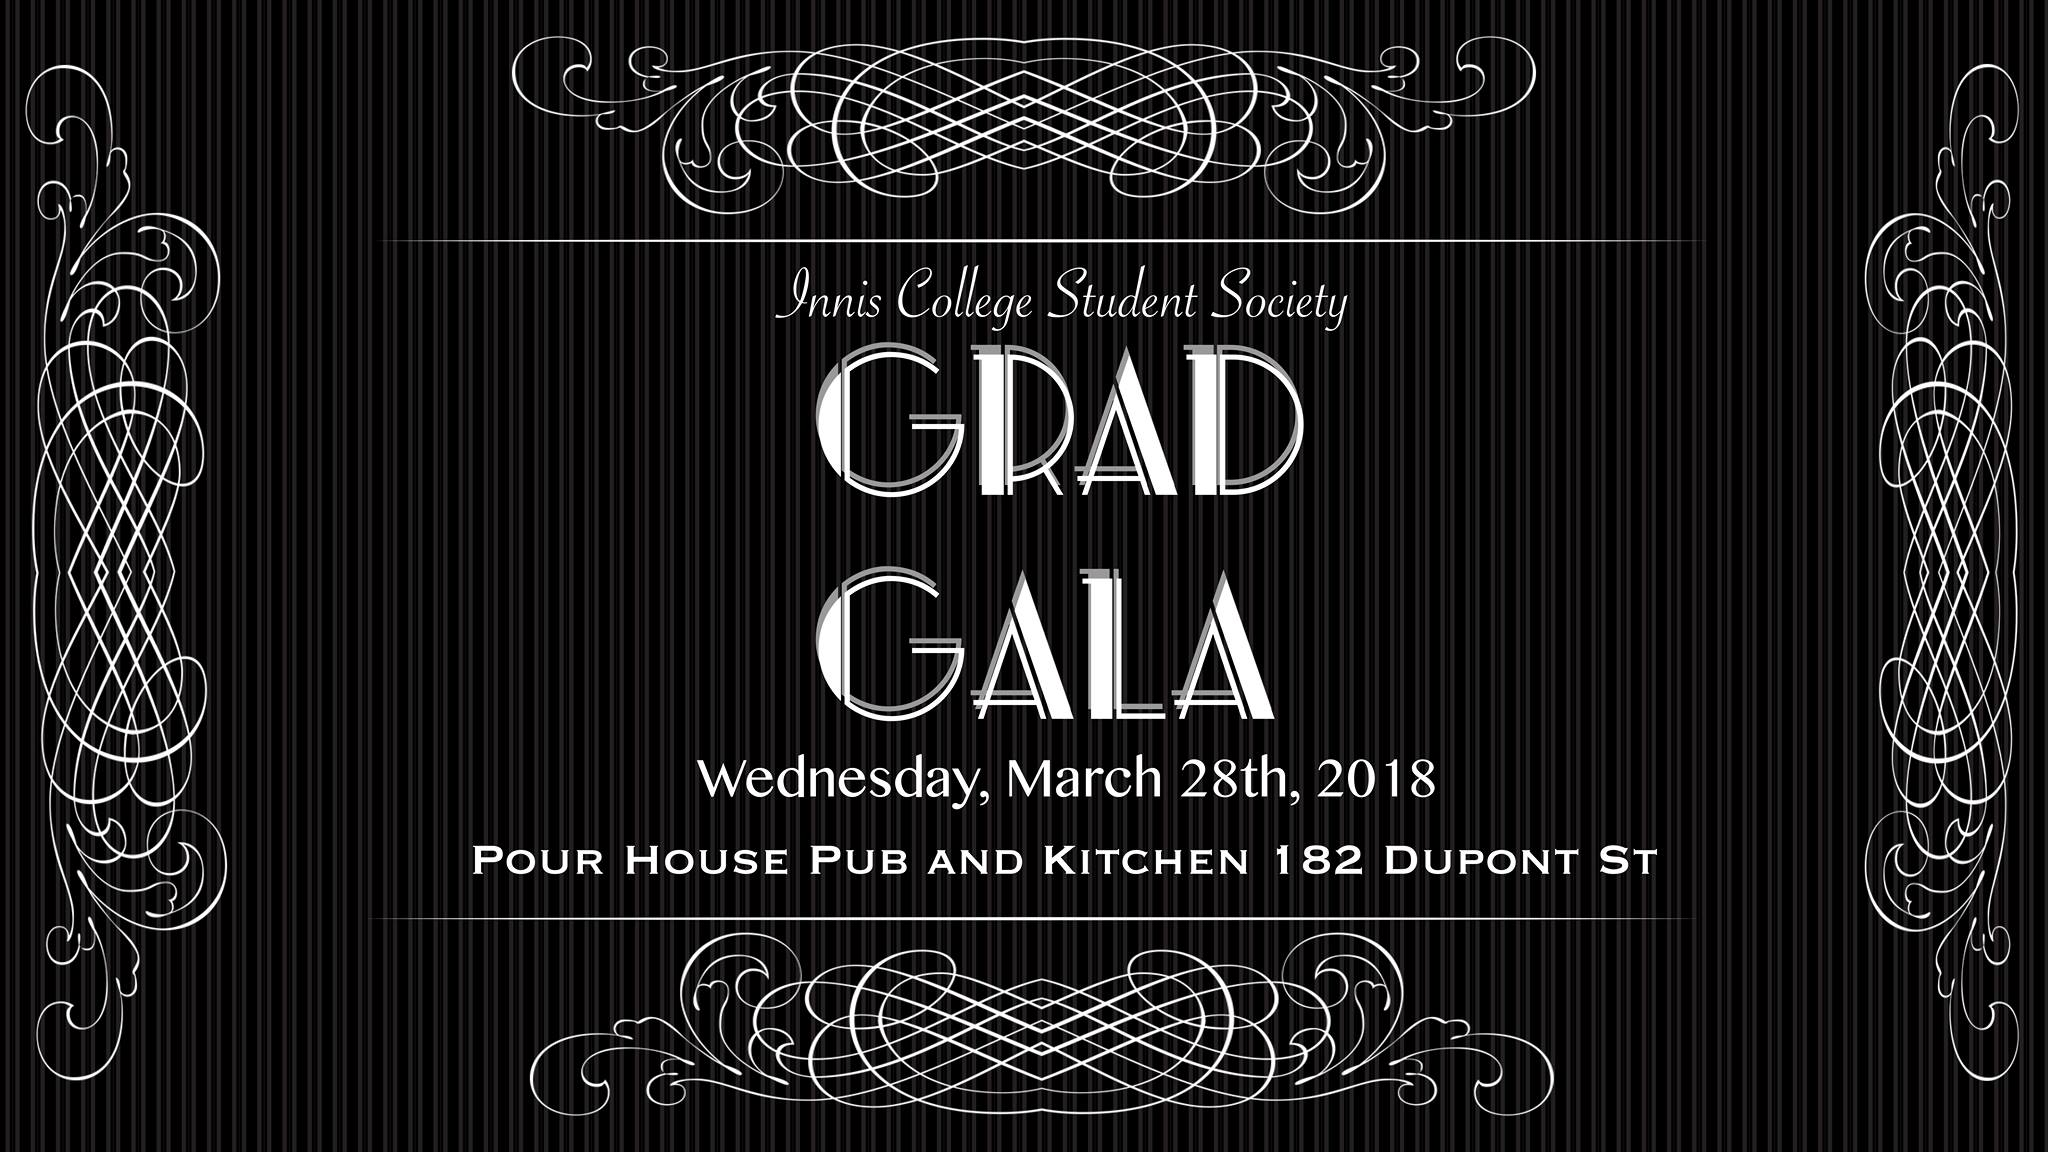 Innis College Student Society
GRAD
GALA
Wednesday, March 28th, 2018
Pour House Pub and Kitchen 182 Dupont St